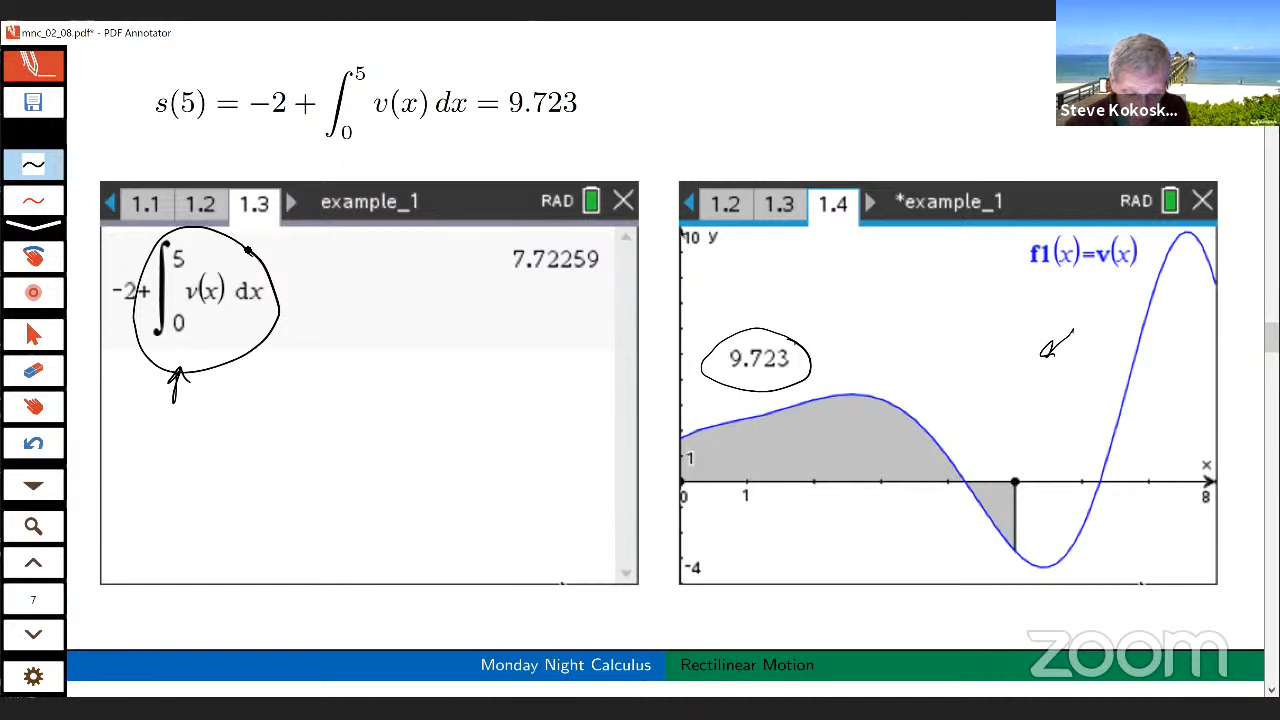 mnc_02_08.pdf* - PDF Annotator
s(5) = −2 + ∫₀⁵ v(x) dx = 9.723
Steve Kokosk...
1.1 1.2 1.3 example_1 RAD
-2+∫₀⁵ v(x) dx 7.72259
1.2 1.3 1.4 *example_1 RAD
10 y
f1(x)=v(x)
9.723
1
x
0 1 8
-4
7
Monday Night Calculus Rectilinear Motion
zoom